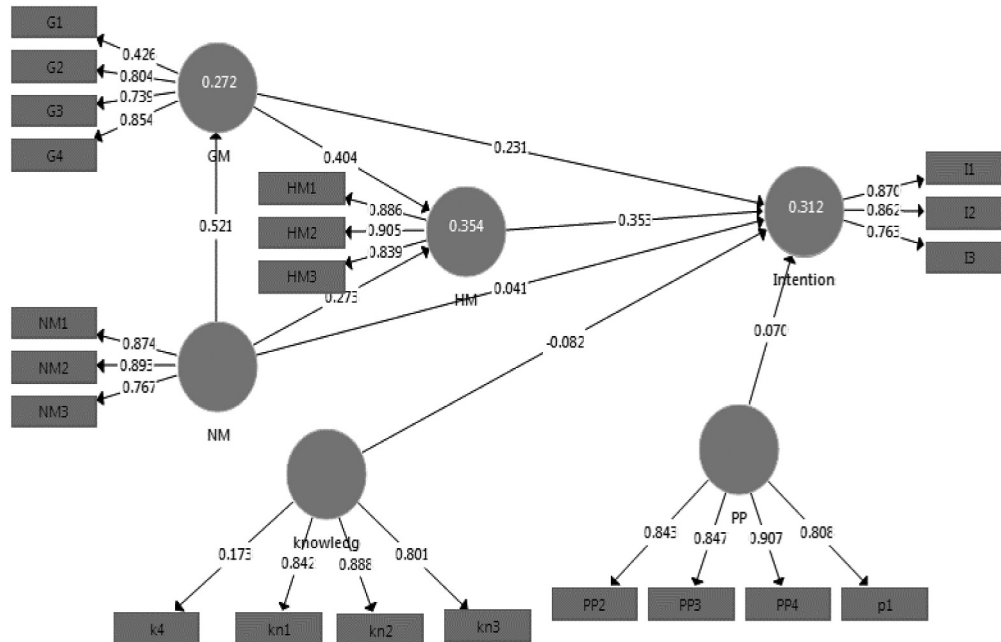 G1
G2
G3
G4
0.426
0.804
0.739
0.854
0.272
GM
0.521
0.404
0.231
HM1
HM2
HM3
0.886
0.905
0.839
0.354
HM
0.273
0.353
0.041
0.312
Intention
0.870
0.862
0.763
I1
I2
I3
NM1
NM2
NM3
0.874
0.893
0.767
NM
-0.082
0.070
knowledg
0.173
0.842
0.888
0.801
k4
kn1
kn2
kn3
PP
0.843
0.847
0.907
0.808
PP2
PP3
PP4
p1